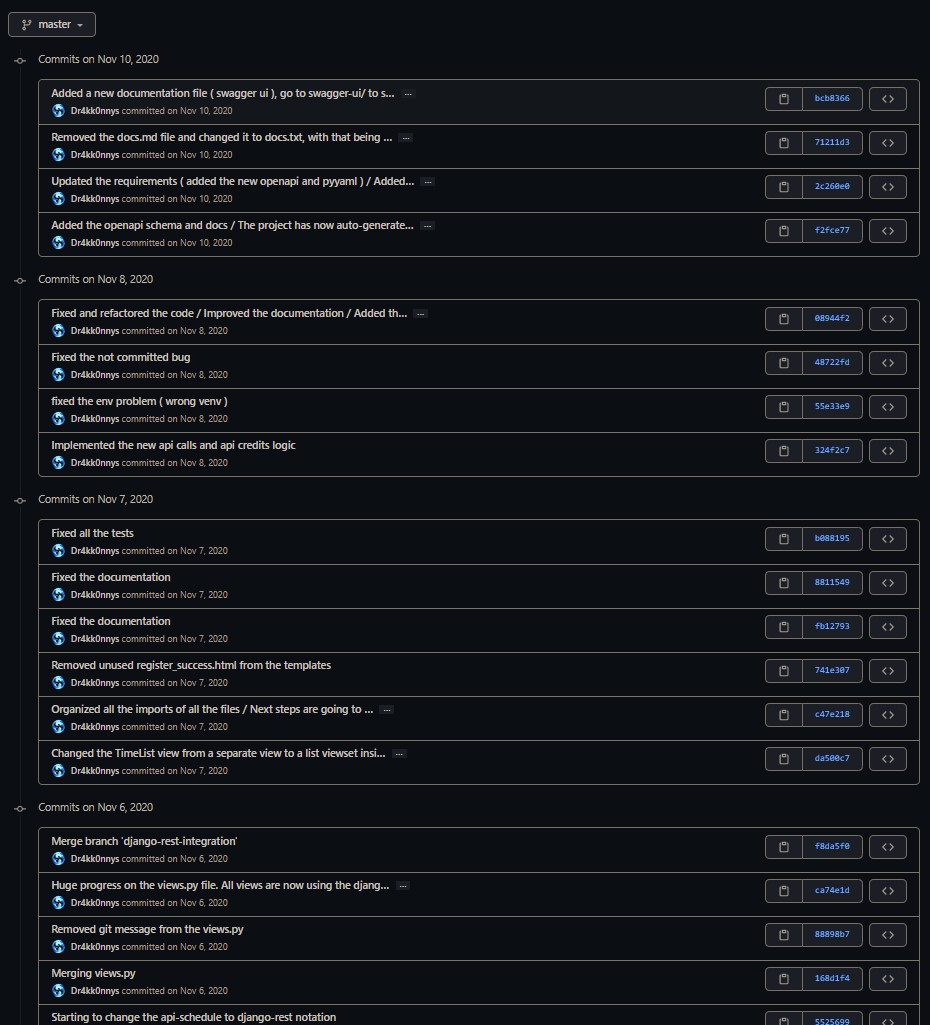 master
Commits on Nov 10, 2020
Added a new documentation file ( swagger ui ), go to swagger-ui/ to s... ...
bcb8366
Dr4kk0nnys committed on Nov 10, 2020
Removed the docs.md file and changed it to docs.txt, with that being ... ...
71211d3
Dr4kk0nnys committed on Nov 10, 2020
Updated the requirements ( added the new openapi and pyyaml ) / Added... ...
2c260e0
Dr4kk0nnys committed on Nov 10, 2020
Added the openapi schema and docs / The project has now auto-generate... ...
f2fce77
Dr4kk0nnys committed on Nov 10, 2020
Commits on Nov 8, 2020
Fixed and refactored the code / Improved the documentation / Added th... ...
08944f2
Dr4kk0nnys committed on Nov 8, 2020
Fixed the not committed bug
48722fd
Dr4kk0nnys committed on Nov 8, 2020
fixed the env problem ( wrong venv )
55e33e9
Dr4kk0nnys committed on Nov 8, 2020
Implemented the new api calls and api credits logic
324f2c7
Dr4kk0nnys committed on Nov 8, 2020
Commits on Nov 7, 2020
Fixed all the tests
b088195
Dr4kk0nnys committed on Nov 7, 2020
Fixed the documentation
8811549
Dr4kk0nnys committed on Nov 7, 2020
Fixed the documentation
fb12793
Dr4kk0nnys committed on Nov 7, 2020
Removed unused register_success.html from the templates
741e307
Dr4kk0nnys committed on Nov 7, 2020
Organized all the imports of all the files / Next steps are going to ... ...
c47e218
Dr4kk0nnys committed on Nov 7, 2020
Changed the TimeList view from a separate view to a list viewset insi... ...
da500c7
Dr4kk0nnys committed on Nov 7, 2020
Commits on Nov 6, 2020
Merge branch 'django-rest-integration'
f8da5f0
Dr4kk0nnys committed on Nov 6, 2020
Huge progress on the views.py file. All views are now using the djang... ...
ca74e1d
Dr4kk0nnys committed on Nov 6, 2020
Removed git message from the views.py
88898b7
Dr4kk0nnys committed on Nov 6, 2020
Merging views.py
168d1f4
Dr4kk0nnys committed on Nov 6, 2020
Starting to change the api-schedule to django-rest notation
5525699